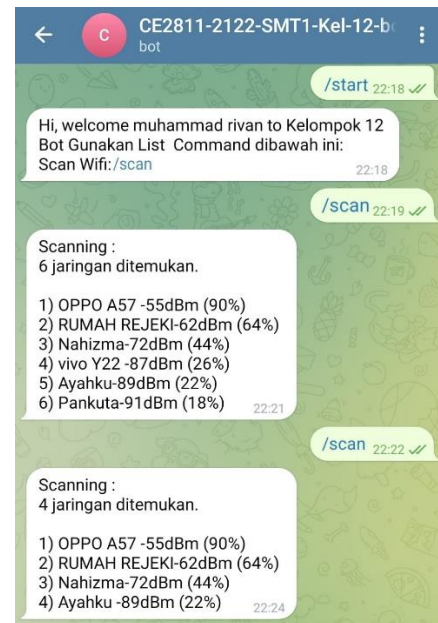 CE2811-2122-SMT1-Kel-12-b
C
bot
/start 22:18
Hi, welcome muhammad rivan to Kelompok 12
Bot Gunakan List  Command dibawah ini:
Scan Wifi:/scan
22:18
/scan 22:19
Scanning :
6 jaringan ditemukan.
1) OPPO A57 -55dBm (90%)
2) RUMAH REJEKI-62dBm (64%)
3) Nahizma-72dBm (44%)
4) vivo Y22 -87dBm (26%)
5) Ayahku-89dBm (22%)
6) Pankuta-91dBm (18%)
22:21
/scan 22:22
Scanning :
4 jaringan ditemukan.
1) OPPO A57 -55dBm (90%)
2) RUMAH REJEKI-62dBm (64%)
3) Nahizma-72dBm (44%)
4) Ayahku -89dBm (22%)
22:24